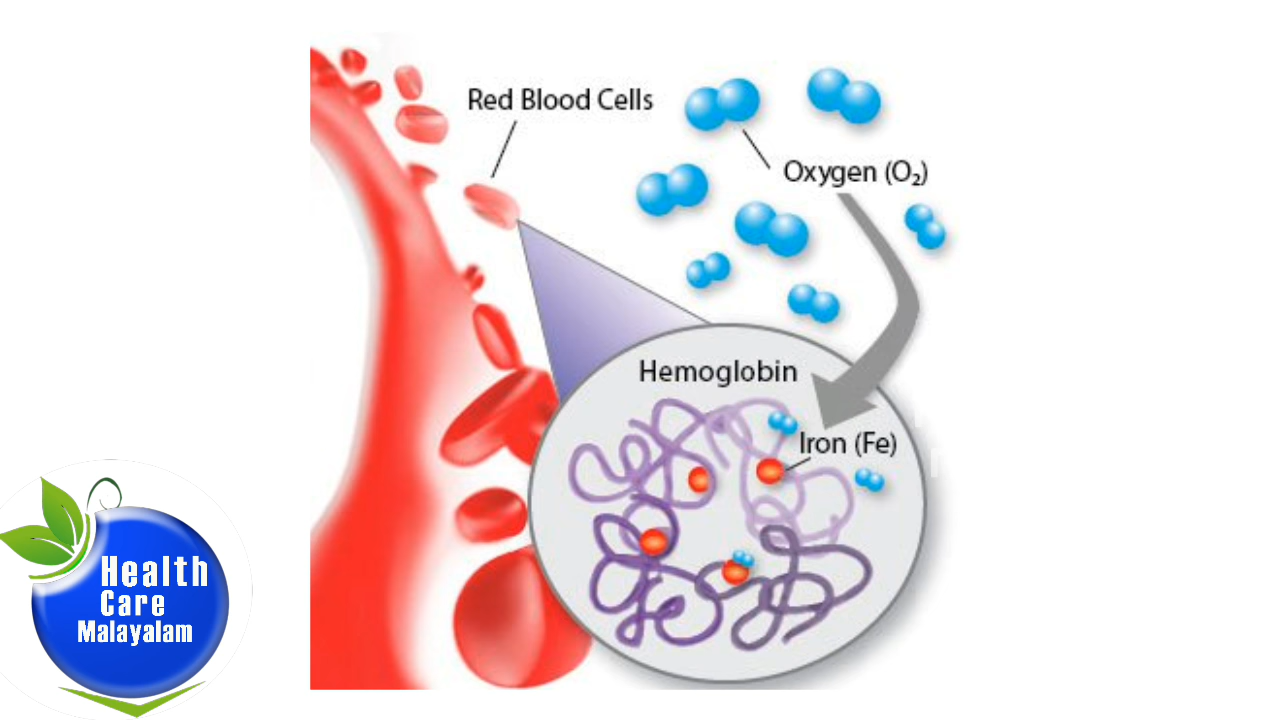 Red Blood Cells
Oxygen (O₂)
Hemoglobin
Iron (Fe)
Health
Care
Malayalam